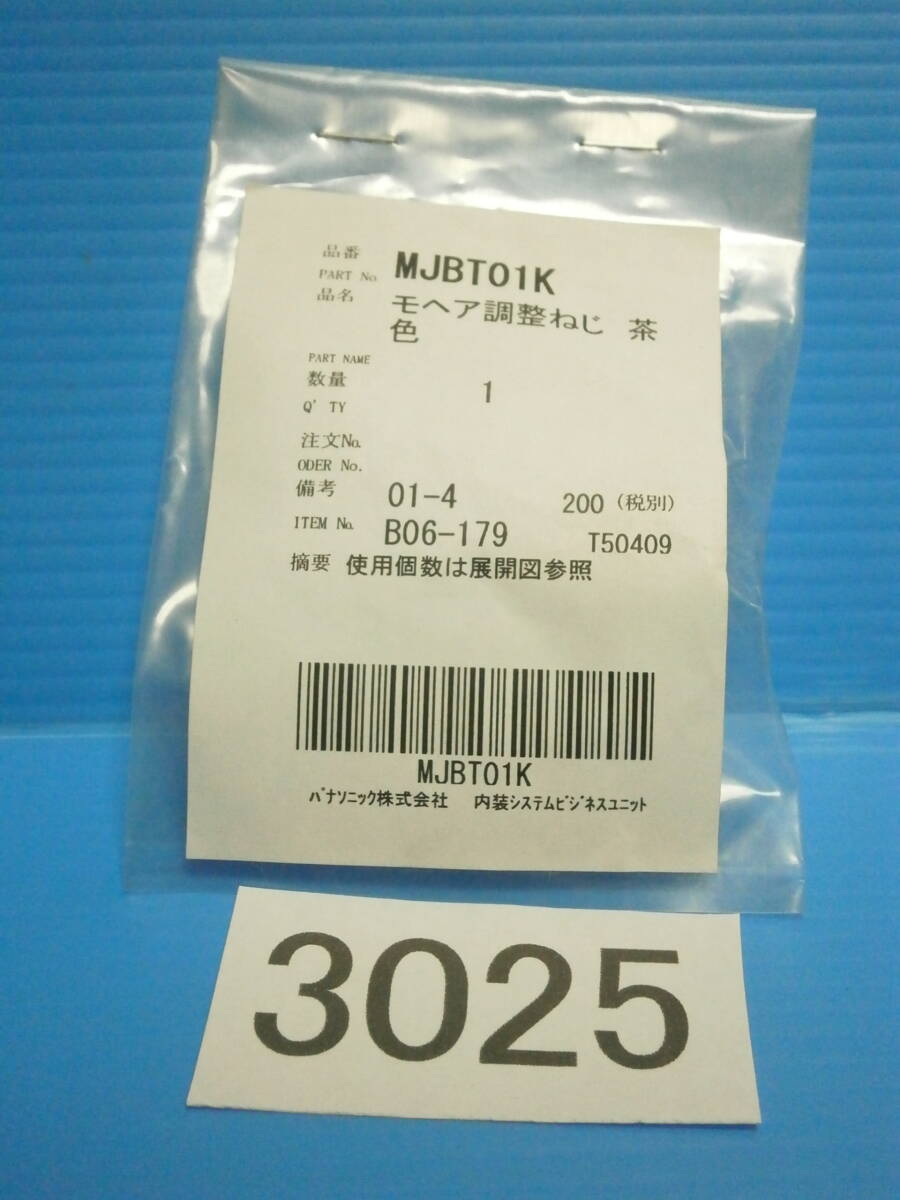 品番 MJBT01K
PART No.
品名 モヘア調整ねじ 茶
色
PART NAME
数量 1
Q' TY
注文No.
ODER No.
備考 01-4 200 (税別)
ITEM No. B06-179 T50409
摘要 使用個数は展開図参照
MJBT01K
パナソニック株式会社 内装システムビジネスユニット
3025